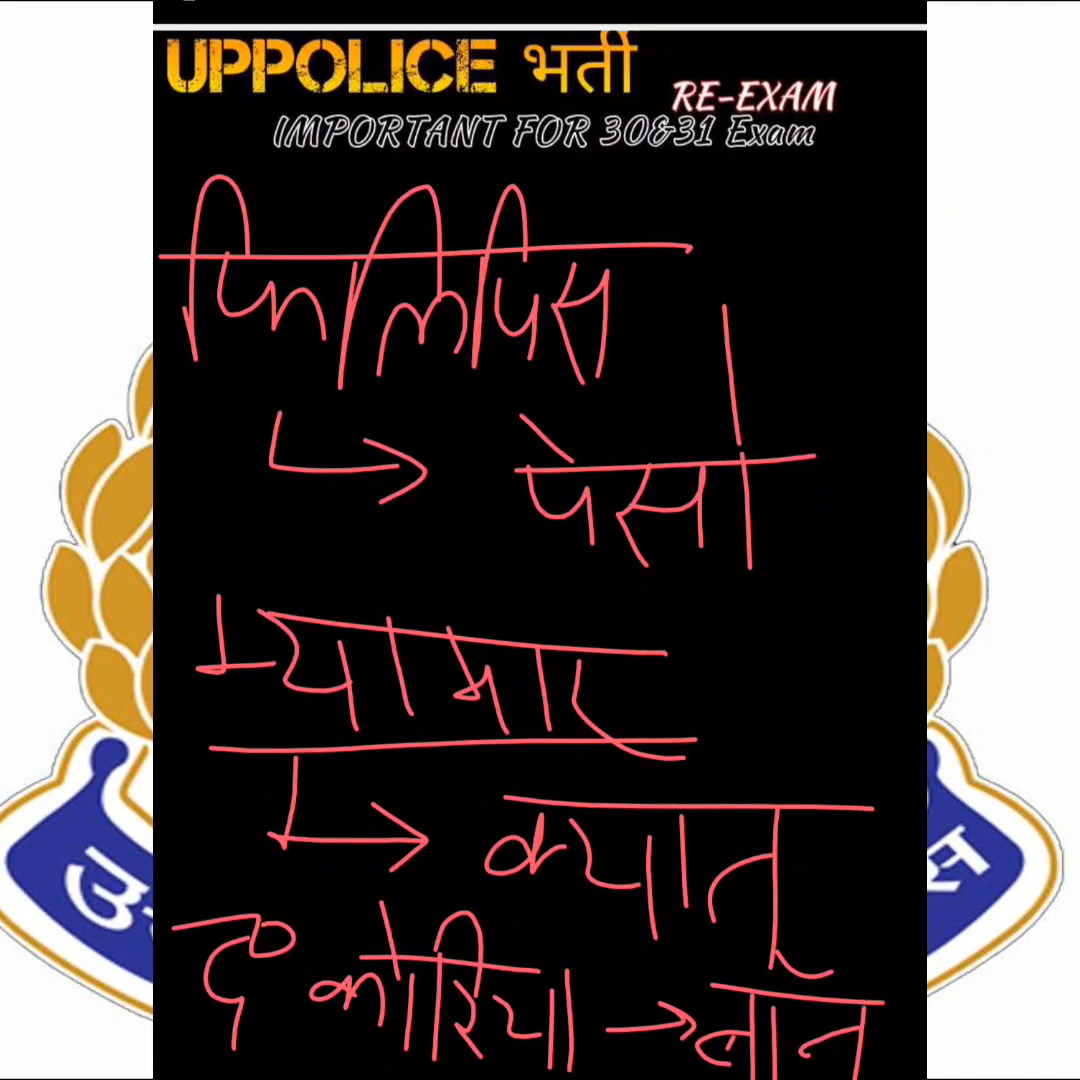 UPPOLICE भर्ती
RE-EXAM
IMPORTANT FOR 30&31 Exam
फिलिपिस
पेसो
म्यामार
क्यात्
द० कोरिया → वान